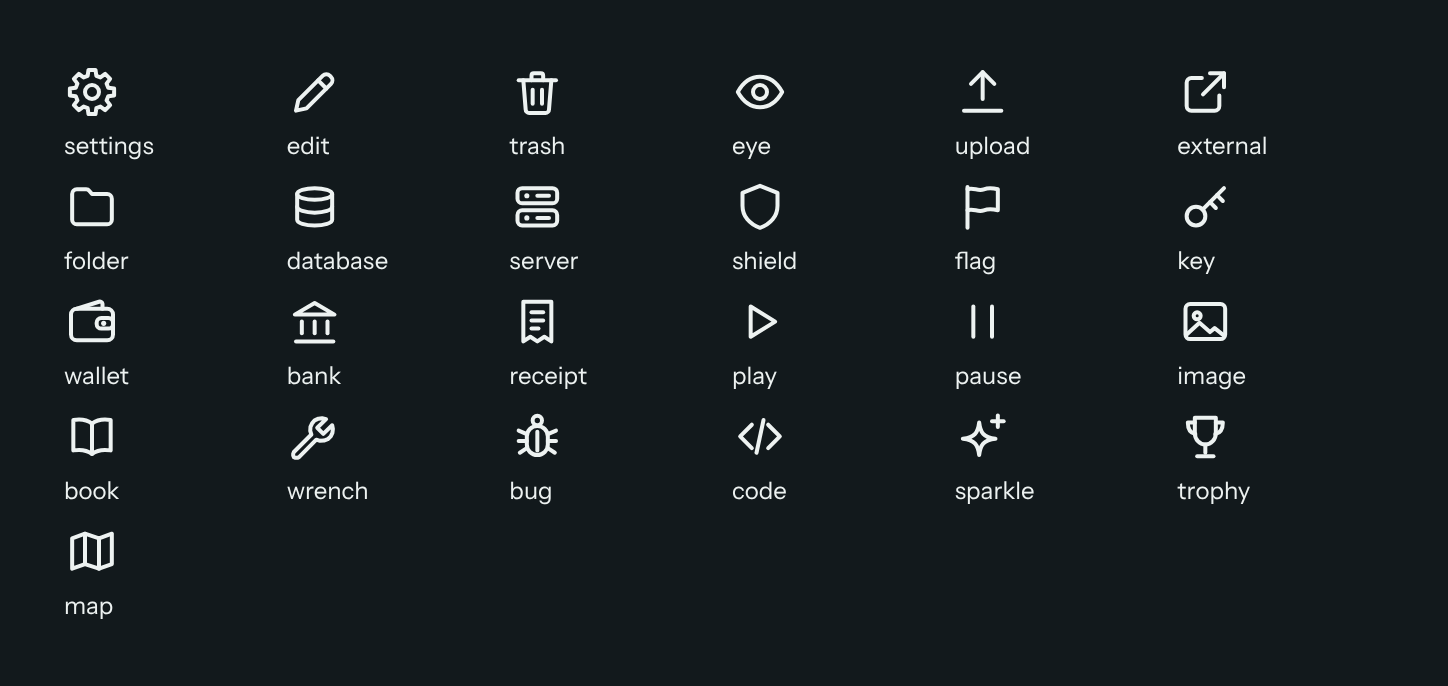 settings edit trash eye upload external
folder database server shield flag key
wallet bank receipt play pause image
book wrench bug code sparkle trophy
map